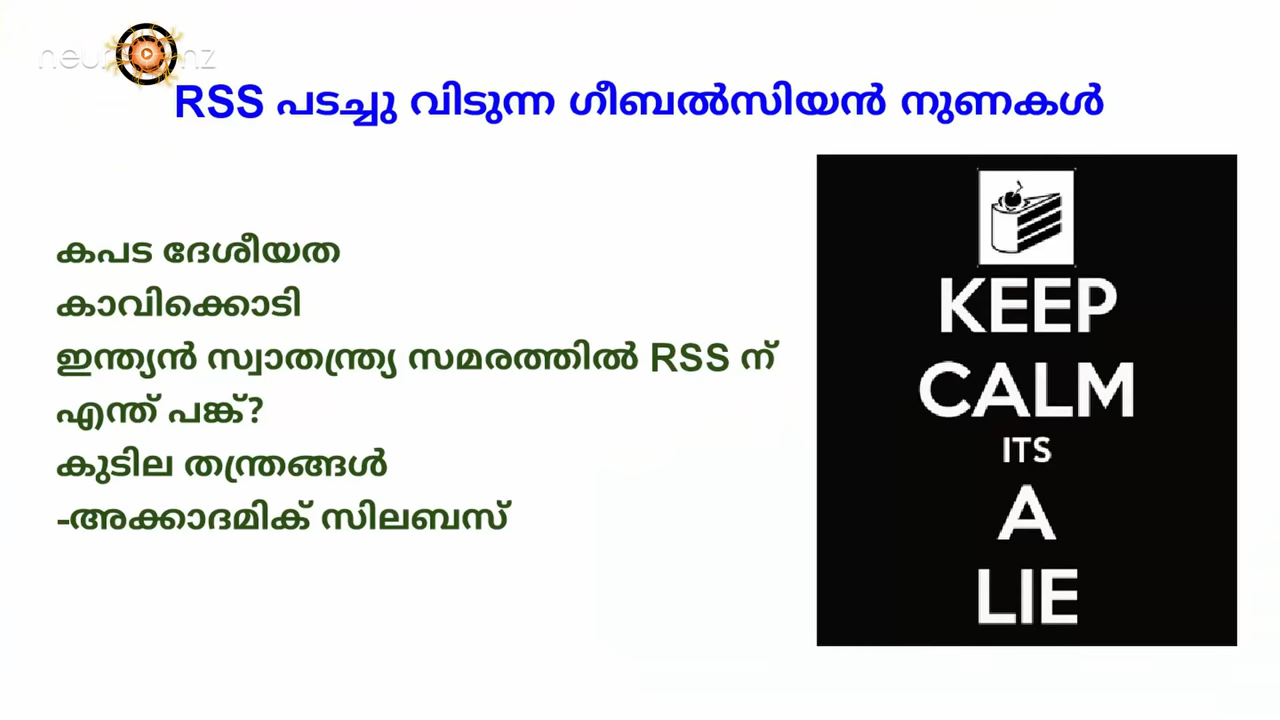 RSS പടച്ചു വിടുന്ന ഗീബൽസിയൻ നുണകൾ
കപട ദേശീയത
കാവിക്കൊടി
ഇന്ത്യൻ സ്വാതന്ത്ര്യ സമരത്തിൽ RSS ന്
എന്ത് പങ്ക്?
കുടില തന്ത്രങ്ങൾ
-അക്കാദമിക് സിലബസ്
KEEP
CALM
ITS
A
LIE